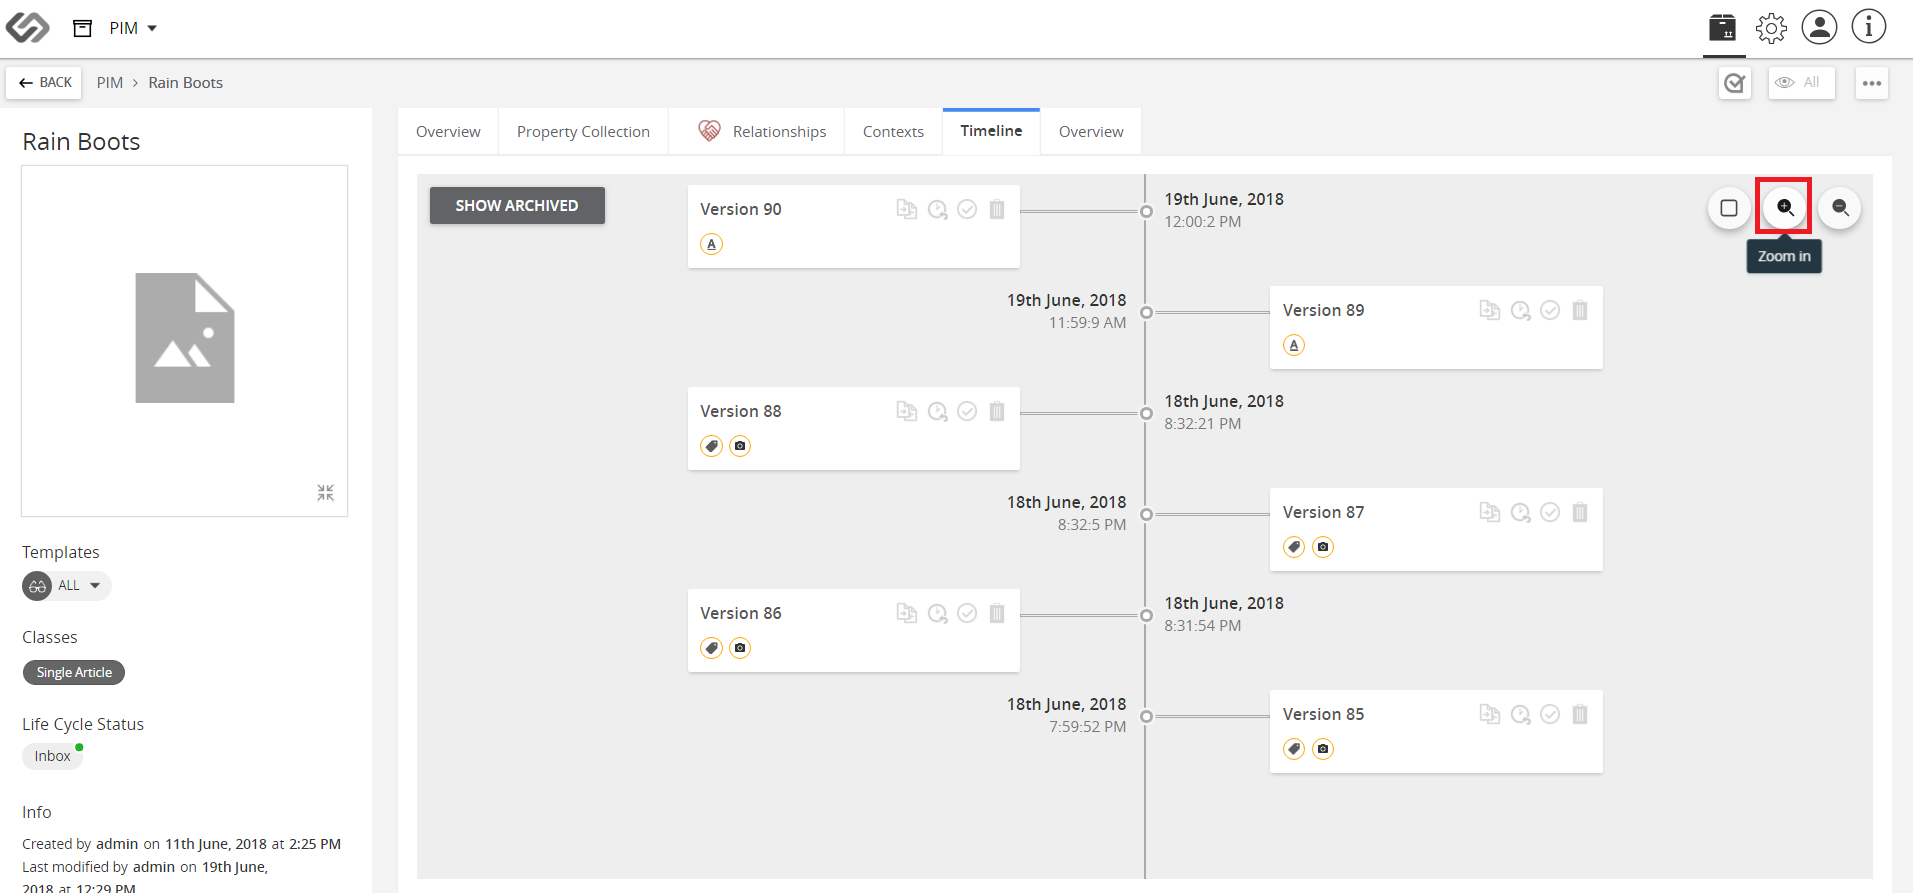 PIM
BACK
PIM > Rain Boots
All
Rain Boots
Templates
ALL
Classes
Single Article
Life Cycle Status
Inbox
Info
Created by admin on 11th June, 2018 at 2:25 PM
Last modified by admin on 19th June,
2018 at 12:29 PM
Overview
Property Collection
Relationships
Contexts
Timeline
Overview
SHOW ARCHIVED
Zoom in
Version 90
A
19th June, 2018
12:00:2 PM
19th June, 2018
11:59:9 AM
Version 89
A
Version 88
18th June, 2018
8:32:21 PM
18th June, 2018
8:32:5 PM
Version 87
Version 86
18th June, 2018
8:31:54 PM
18th June, 2018
7:59:52 PM
Version 85